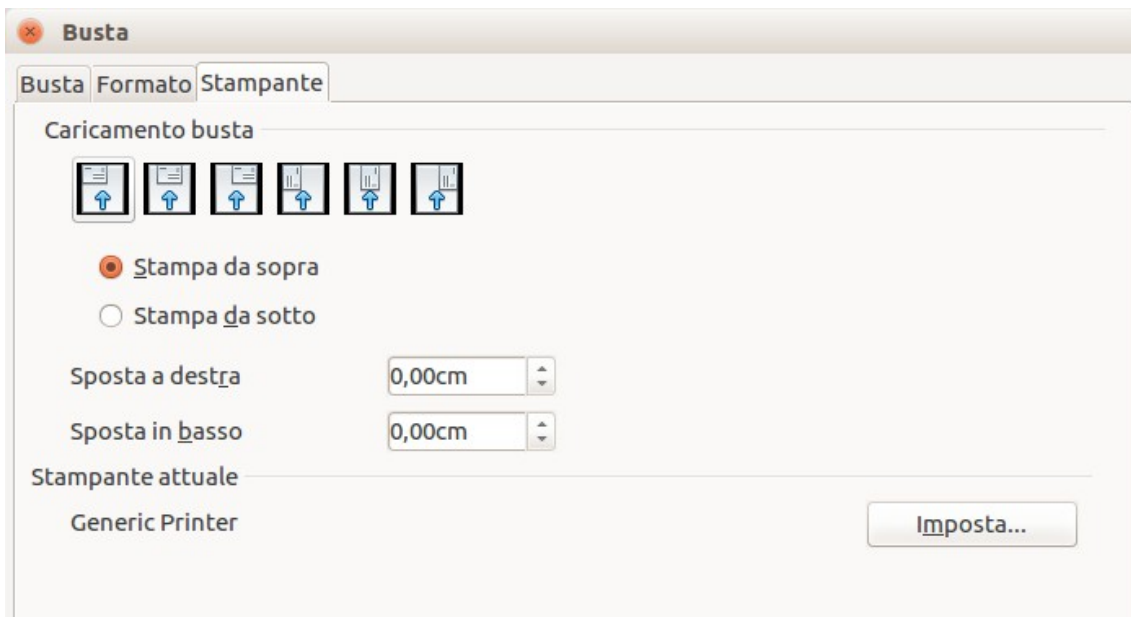 Busta
Busta Formato Stampante
Caricamento busta
Stampa da sopra
Stampa da sotto
Sposta a destra 0,00cm
Sposta in basso 0,00cm
Stampante attuale
Generic Printer Imposta...